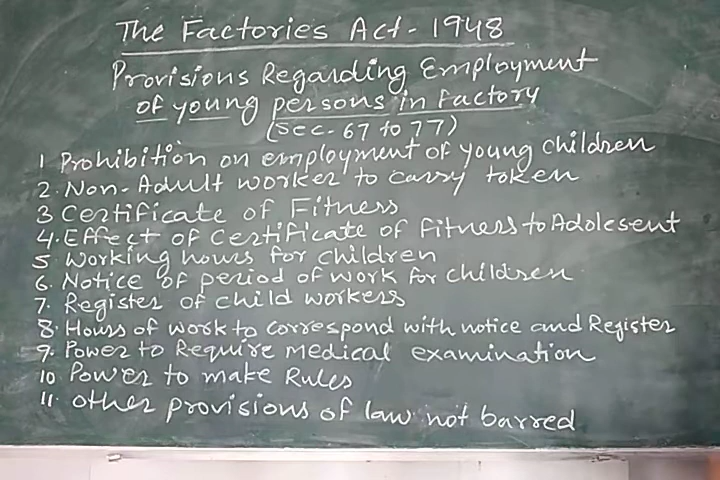 The Factories Act - 1948
Provisions Regarding Employment
of young persons in factory
(Sec. 67 to 77)
1 Prohibition on employment of young children
2. Non-Adult worker to carry token
3 Certificate of Fitness
4. Effect of Certificate of fitness to Adolesent
5 Working hours for children
6. Notice of period of work for children
7. Register of child workers
8. Hours of work to correspond with notice and Register
9. Power to Require medical examination
10 Power to make Rules
11. Other provisions of law not barred